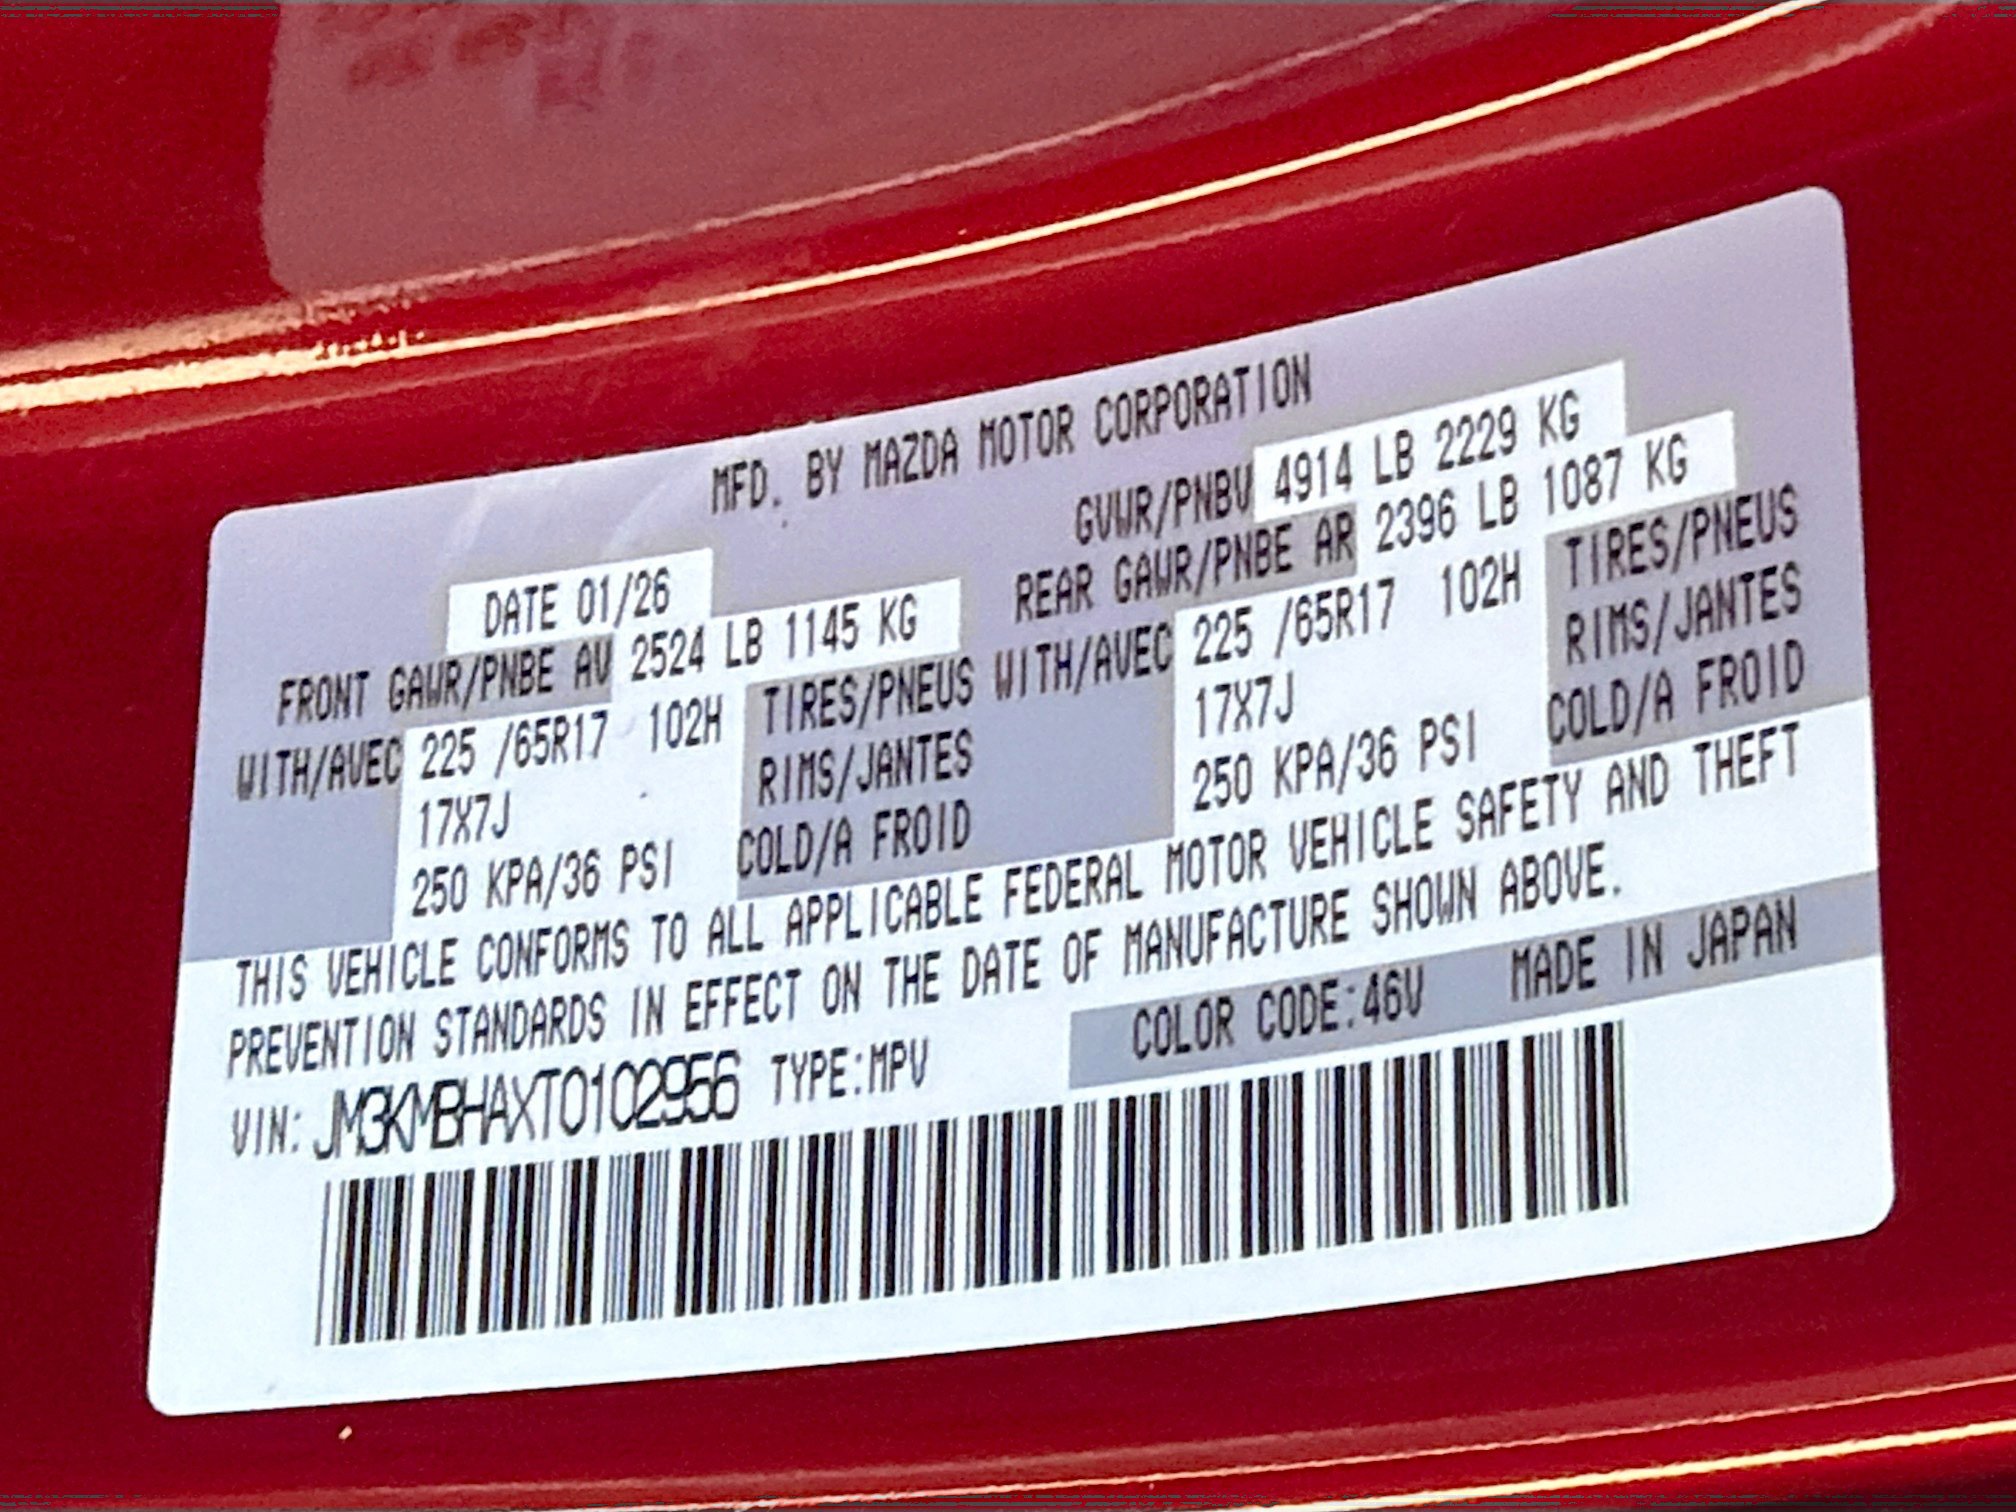 MFD. BY MAZDA MOTOR CORPORATION
DATE 01/26 GVWR/PNBV 4914 LB 2229 KG
FRONT GAWR/PNBE AV 2524 LB 1145 KG REAR GAWR/PNBE AR 2396 LB 1087 KG
WITH/AVEC 225 /65R17 102H TIRES/PNEUS WITH/AVEC 225 /65R17 102H TIRES/PNEUS
17X7J RIMS/JANTES 17X7J RIMS/JANTES
250 KPA/36 PSI COLD/A FROID 250 KPA/36 PSI COLD/A FROID
THIS VEHICLE CONFORMS TO ALL APPLICABLE FEDERAL MOTOR VEHICLE SAFETY AND THEFT
PREVENTION STANDARDS IN EFFECT ON THE DATE OF MANUFACTURE SHOWN ABOVE.
VIN: JM3KMBHAXT0102956 TYPE:MPV COLOR CODE:46V MADE IN JAPAN